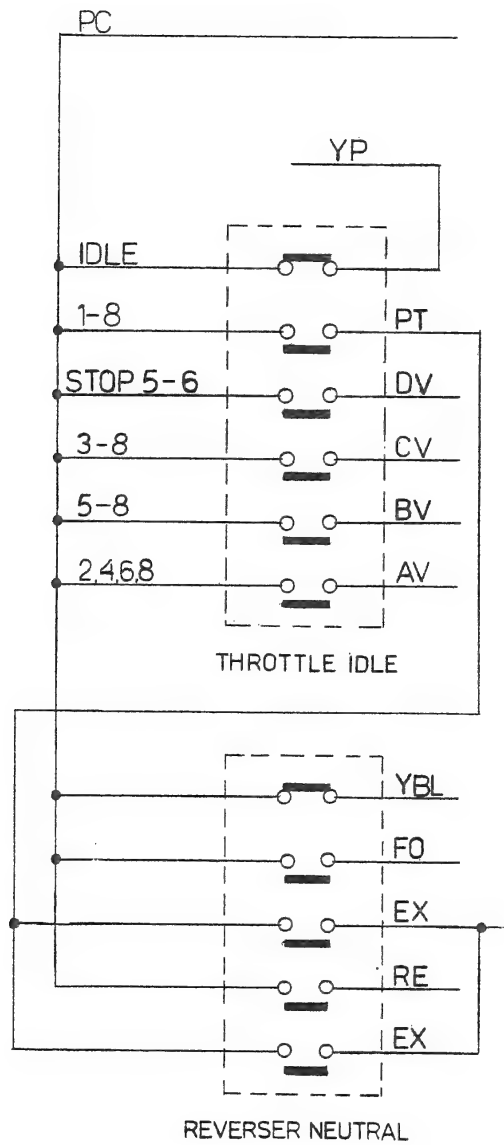 PC
YP
IDLE
1-8 PT
STOP 5-6 DV
3-8 CV
5-8 BV
2,4,6,8 AV
THROTTLE IDLE
YBL
FO
EX
RE
EX
REVERSER NEUTRAL